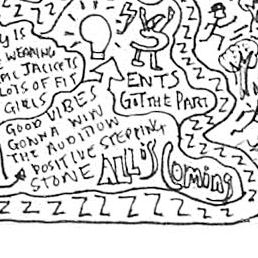 Y IS
WEARING
JACKETS
LOTS OF FIT
GIRLS
ENTS
GOT THE PART
GOOD VIBES
GONNA WIN
THE AUDITION
POSITIVE STEPPING
STONE
ALL IS
Coming
Z Z Z Z Z Z Z Z Z Z